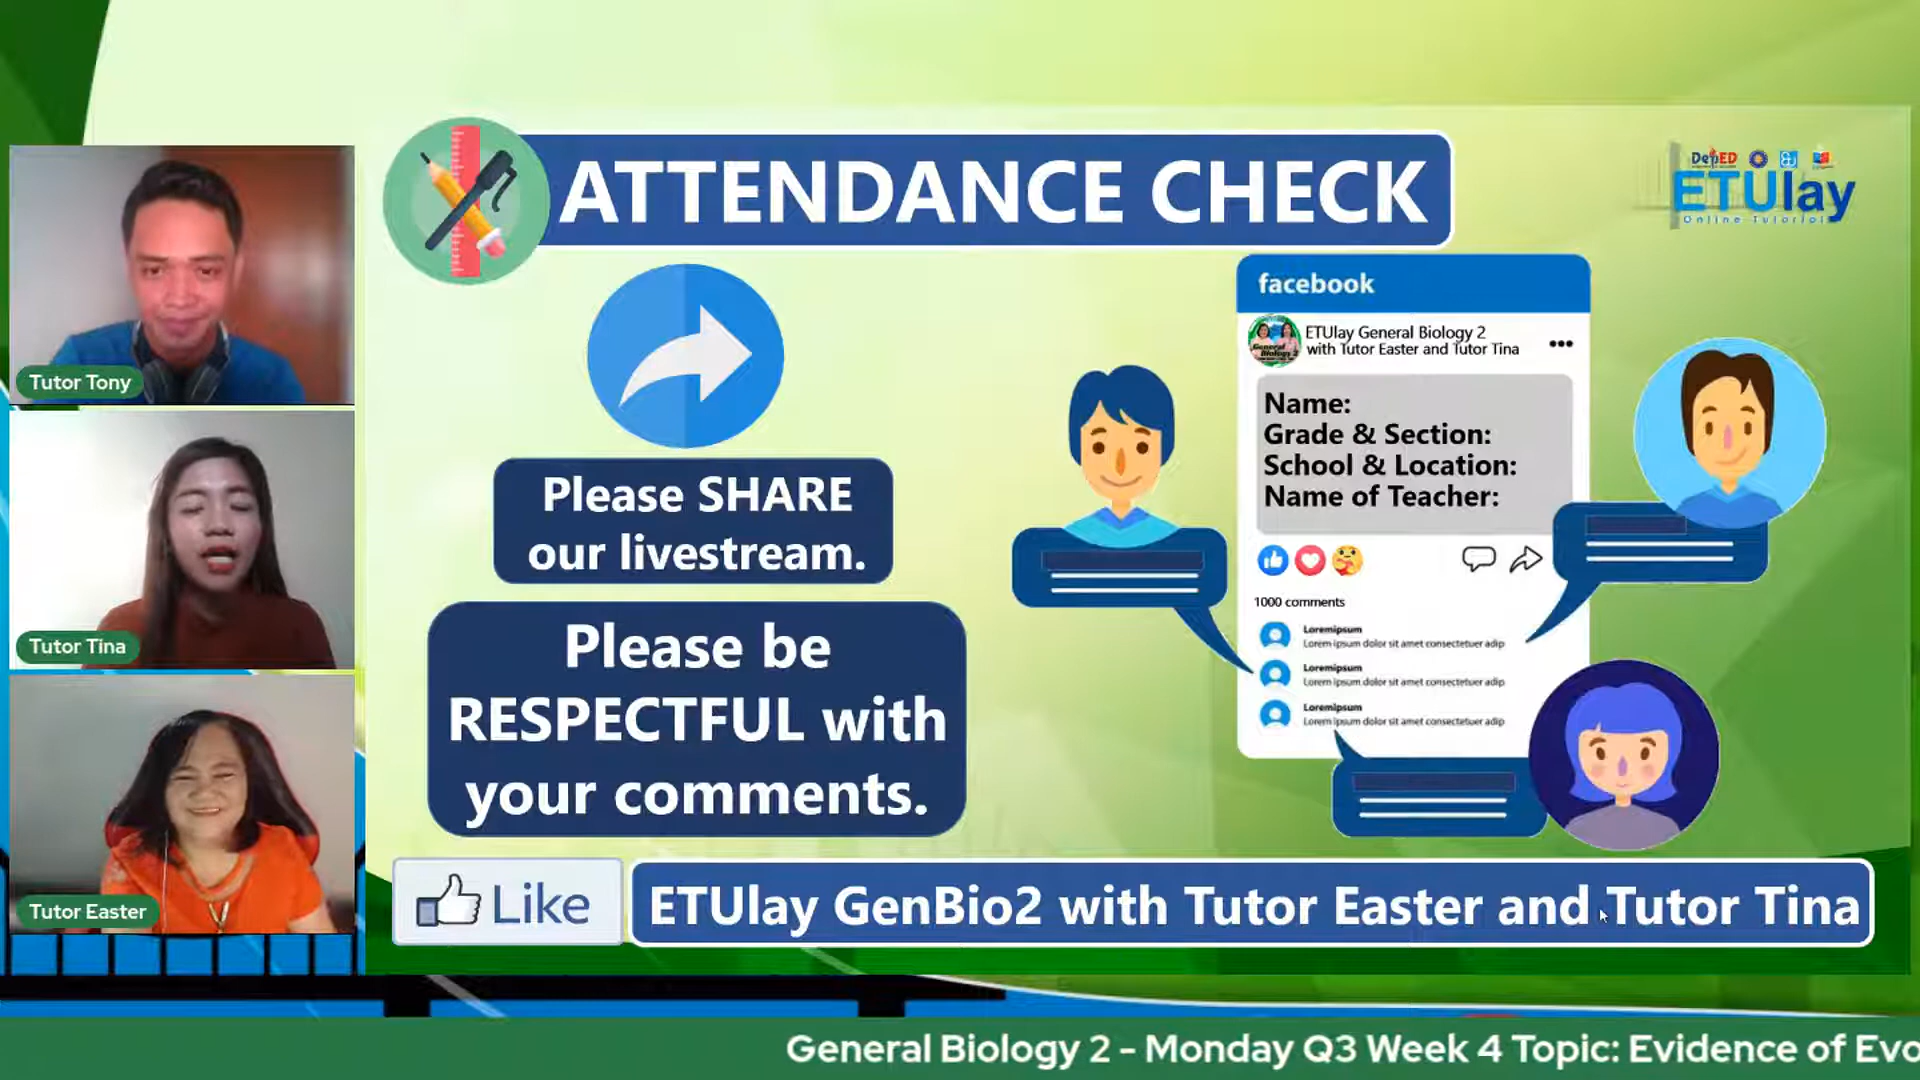 ATTENDANCE CHECK
DepED
ETUlay
Online Tutorial
Tutor Tony
Tutor Tina
Tutor Easter
Please SHARE
our livestream.
Please be
RESPECTFUL with
your comments.
facebook
ETUlay General Biology 2
with Tutor Easter and Tutor Tina
Name:
Grade & Section:
School & Location:
Name of Teacher:
1000 comments
Loremipsum
Lorem ipsum dolor sit amet consectetuer adip
Loremipsum
Lorem ipsum dolor sit amet consectetuer adip
Loremipsum
Lorem ipsum dolor sit amet consectetuer adip
Like
ETUlay GenBio2 with Tutor Easter and Tutor Tina
General Biology 2 - Monday Q3 Week 4 Topic: Evidence of Evo